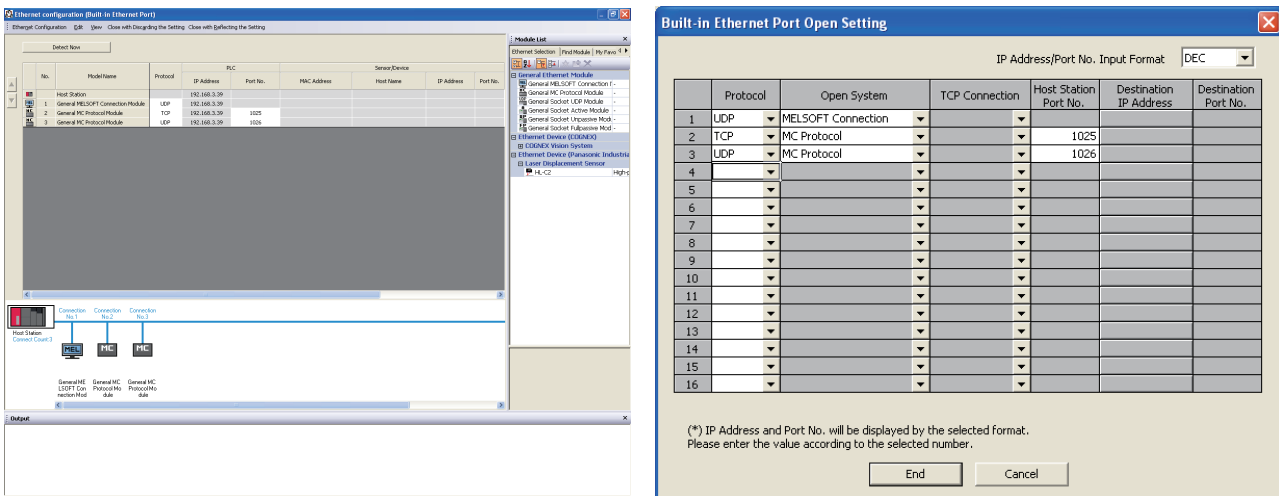 Ethernet configuration (Built-in Ethernet Port)
Ethernet Configuration Edit View Close with Discarding the Setting Close with Reflecting the Setting
Detect Now
No. Model Name Protocol PLC Sensor/Device
IP Address Port No. MAC Address Host Name IP Address Port No.
Host Station 192.168.3.39
1 General MELSOFT Connection Module UDP 192.168.3.39
2 General MC Protocol Module TCP 192.168.3.39 1025
3 General MC Protocol Module UDP 192.168.3.39 1026
Connection No.1
Connection No.2
Connection No.3
Host Station
Connect Count:3
MEL
MC
MC
General ME
LSOFT Con
nection Mod
General MC
Protocol Mo
dule
General MC
Protocol Mo
dule
Module List
Ethernet Selection Find Module My Favo
General Ethernet Module
General MELSOFT Connection
General MC Protocol Module -
General Socket UDP Module -
General Socket Active Module -
General Socket Unpassive Mod -
General Socket Fullpassive Mod -
Ethernet Device (COGNEX)
COGNEX Vision System
Ethernet Device (Panasonic Industria
Laser Displacement Sensor
HL-C2
Output
Built-in Ethernet Port Open Setting
IP Address/Port No. Input Format DEC
Protocol Open System TCP Connection Host Station Port No. Destination IP Address Destination Port No.
1 UDP MELSOFT Connection
2 TCP MC Protocol 1025
3 UDP MC Protocol 1026
4
5
6
7
8
9
10
11
12
13
14
15
16
(*) IP Address and Port No. will be displayed by the selected format.
Please enter the value according to the selected number.
End Cancel